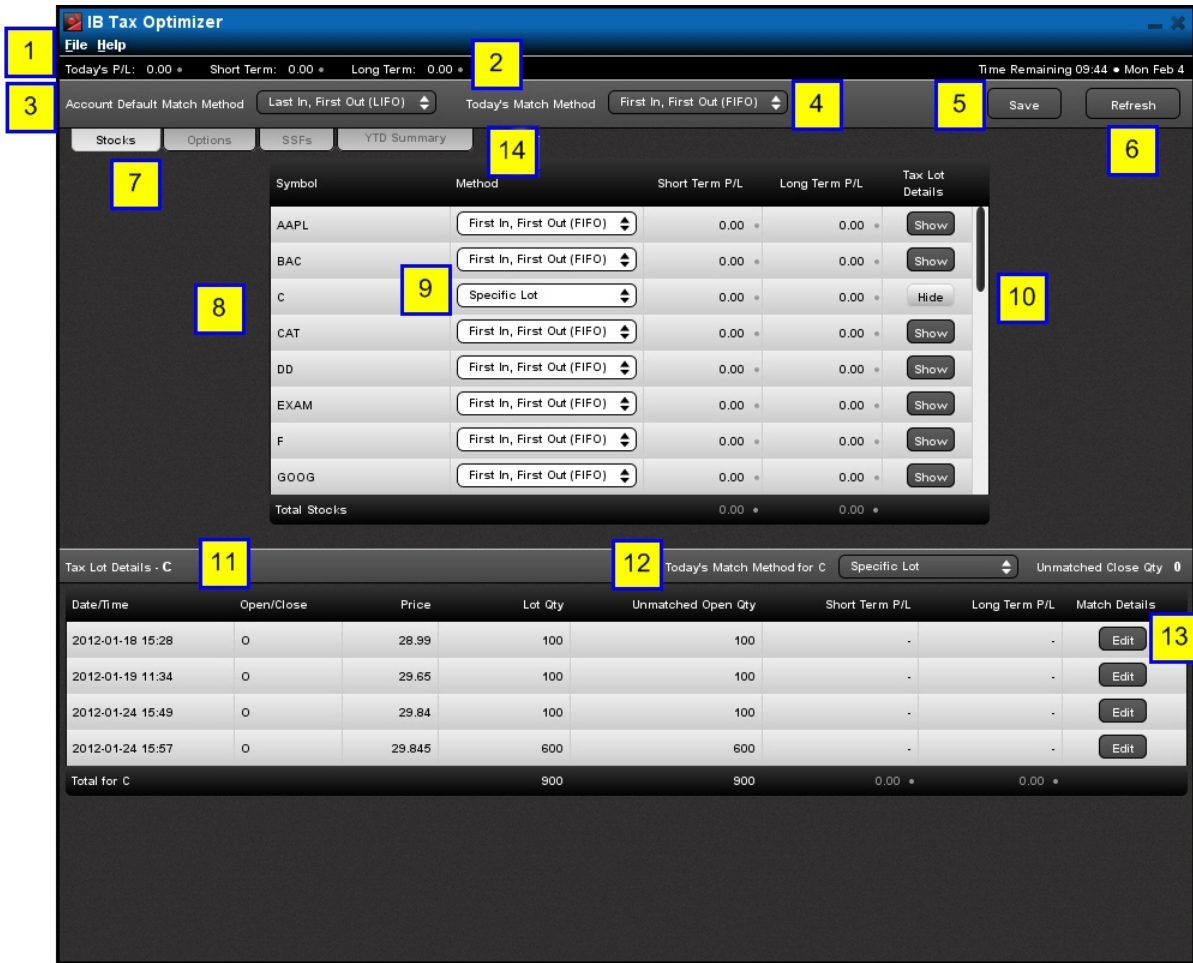 IB Tax Optimizer
1
File Help
2
Today's P/L: 0.00 Short Term: 0.00 Long Term: 0.00 Time Remaining 09:44 • Mon Feb 4
3 Account Default Match Method Last In, First Out (LIFO) Today's Match Method First In, First Out (FIFO) 4 5 Save Refresh
Stocks Options SSFs YTD Summary
14 6
7
Symbol Method Short Term P/L Long Term P/L Tax Lot Details
AAPL First In, First Out (FIFO) 0.00 0.00 Show
BAC First In, First Out (FIFO) 0.00 0.00 Show
8 9 10
C Specific Lot 0.00 0.00 Hide
CAT First In, First Out (FIFO) 0.00 0.00 Show
DD First In, First Out (FIFO) 0.00 0.00 Show
EXAM First In, First Out (FIFO) 0.00 0.00 Show
F First In, First Out (FIFO) 0.00 0.00 Show
GOOG First In, First Out (FIFO) 0.00 0.00 Show
Total Stocks 0.00 0.00
Tax Lot Details - C 11 12 Today's Match Method for C Specific Lot Unmatched Close Qty 0
Date/Time Open/Close Price Lot Qty Unmatched Open Qty Short Term P/L Long Term P/L Match Details
2012-01-18 15:28 O 28.99 100 100 - - Edit 13
2012-01-19 11:34 O 29.65 100 100 - - Edit
2012-01-24 15:49 O 29.84 100 100 - - Edit
2012-01-24 15:57 O 29.845 600 600 - - Edit
Total for C 900 900 0.00 0.00